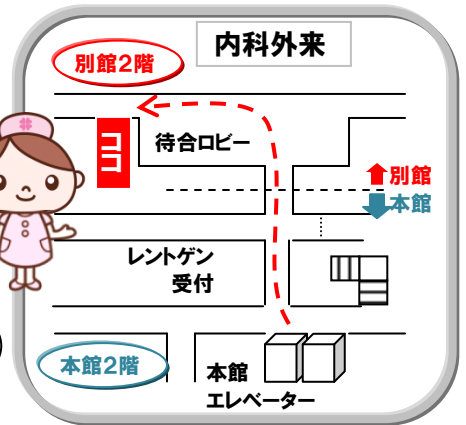 内科外来
別館２階
ココ
待合ロビー
別館
本館
レントゲン
受付
本館２階
本館
エレベーター